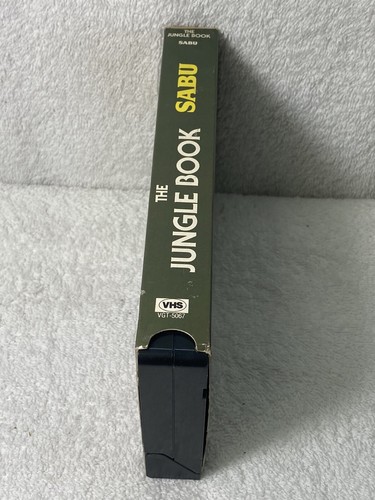 THE
JUNGLE BOOK
SABU
THE
JUNGLE BOOK SABU
VHS
VGT-5067